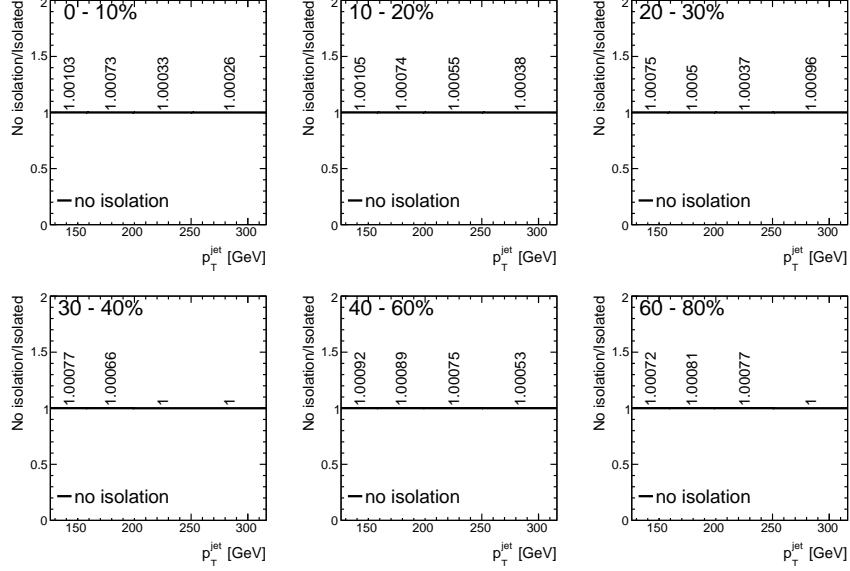 0 - 10%
No isolation/Isolated
2
1.5
1
0.5
0
1.00103
1.00073
1.00033
1.00026
no isolation
150 200 250 300
p_T^jet [GeV]
10 - 20%
No isolation/Isolated
2
1.5
1
0.5
0
1.00105
1.00074
1.00055
1.00038
no isolation
150 200 250 300
p_T^jet [GeV]
20 - 30%
No isolation/Isolated
2
1.5
1
0.5
0
1.00075
1.0005
1.00037
1.00096
no isolation
150 200 250 300
p_T^jet [GeV]
30 - 40%
No isolation/Isolated
2
1.5
1
0.5
0
1.00077
1.00066
1
1
no isolation
150 200 250 300
p_T^jet [GeV]
40 - 60%
No isolation/Isolated
2
1.5
1
0.5
0
1.00092
1.00089
1.00075
1.00053
no isolation
150 200 250 300
p_T^jet [GeV]
60 - 80%
No isolation/Isolated
2
1.5
1
0.5
0
1.00072
1.00081
1.00077
1
no isolation
150 200 250 300
p_T^jet [GeV]